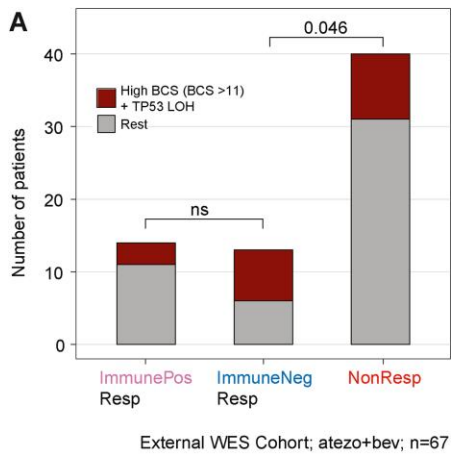 A
0.046
40
High BCS (BCS >11)
+ TP53 LOH
Rest
30
Number of patients
20
ns
10
0
ImmunePos
Resp
ImmuneNeg
Resp
NonResp
External WES Cohort; atezo+bev; n=67